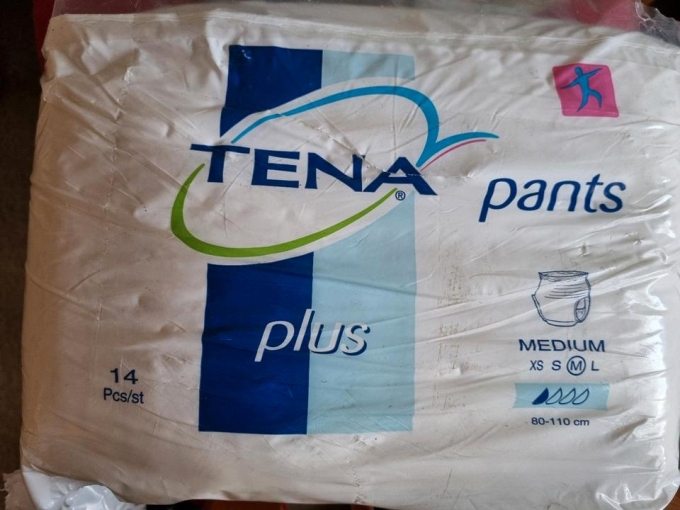 TENA®
pants
plus
14
Pcs/st
MEDIUM
XS S M L
80-110 cm